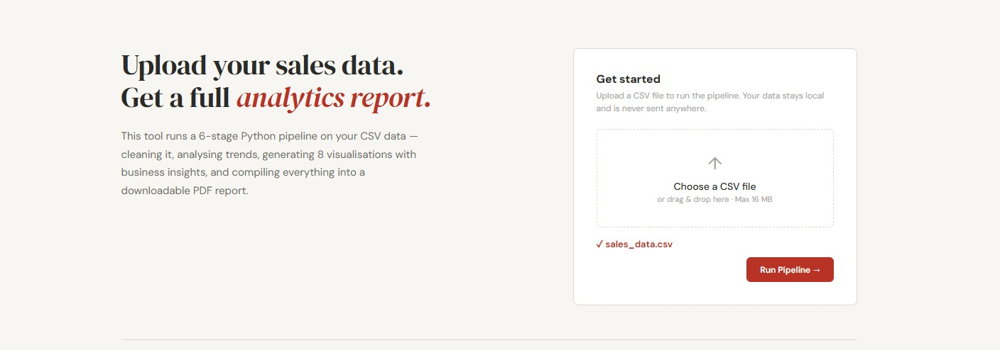 Upload your sales data.
Get a full analytics report.
This tool runs a 6-stage Python pipeline on your CSV data —
cleaning it, analysing trends, generating 8 visualisations with
business insights, and compiling everything into a
downloadable PDF report.
Get started
Upload a CSV file to run the pipeline. Your data stays local
and is never sent anywhere.
↑
Choose a CSV file
or drag & drop here · Max 16 MB
✓ sales_data.csv
Run Pipeline →